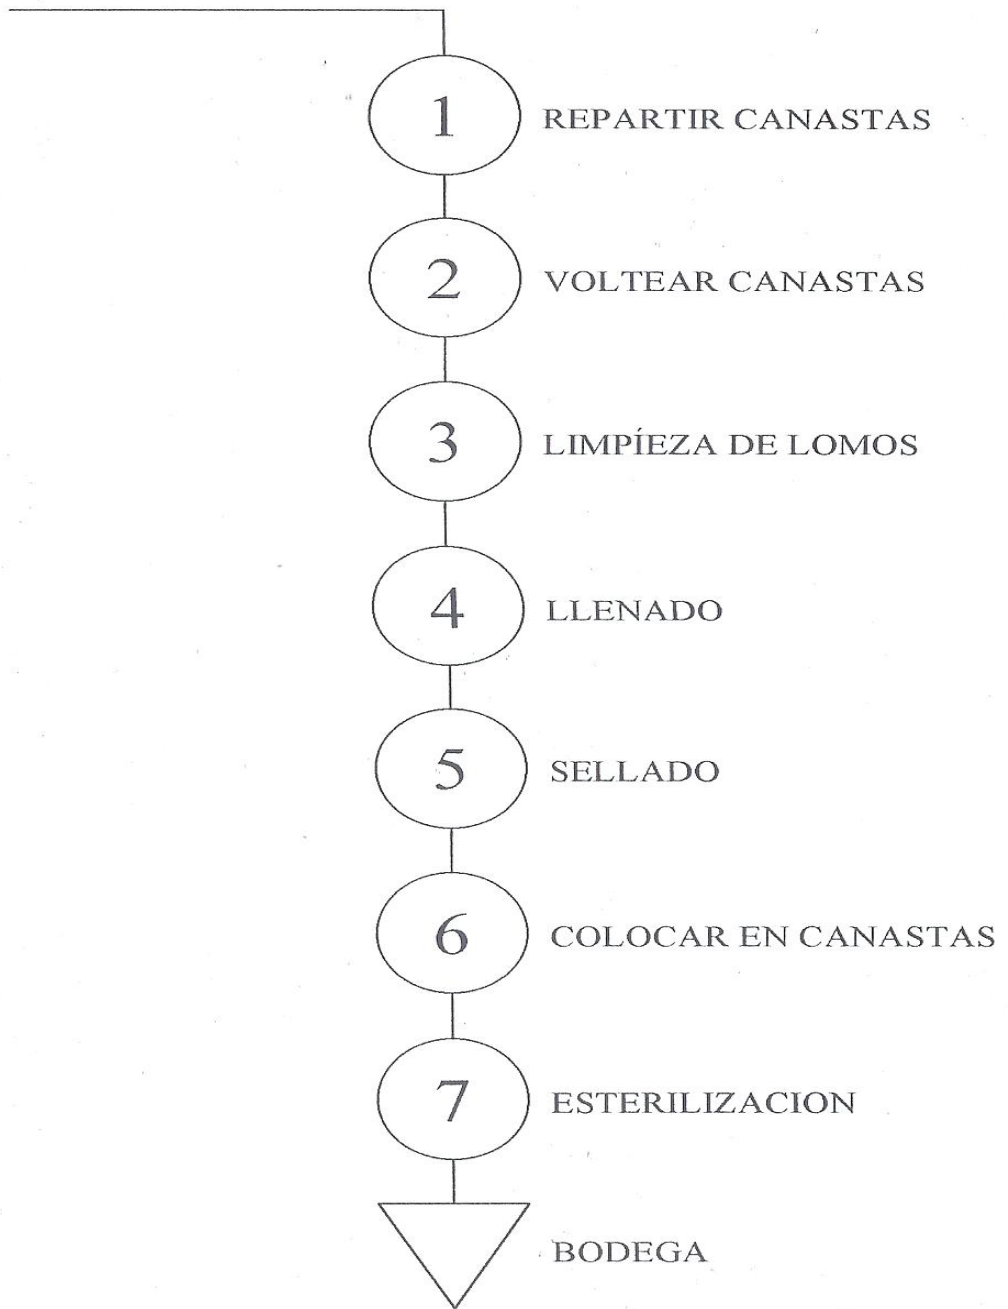 1 REPARTIR CANASTAS
2 VOLTEAR CANASTAS
3 LIMPÍEZA DE LOMOS
4 LLENADO
5 SELLADO
6 COLOCAR EN CANASTAS
7 ESTERILIZACION
BODEGA